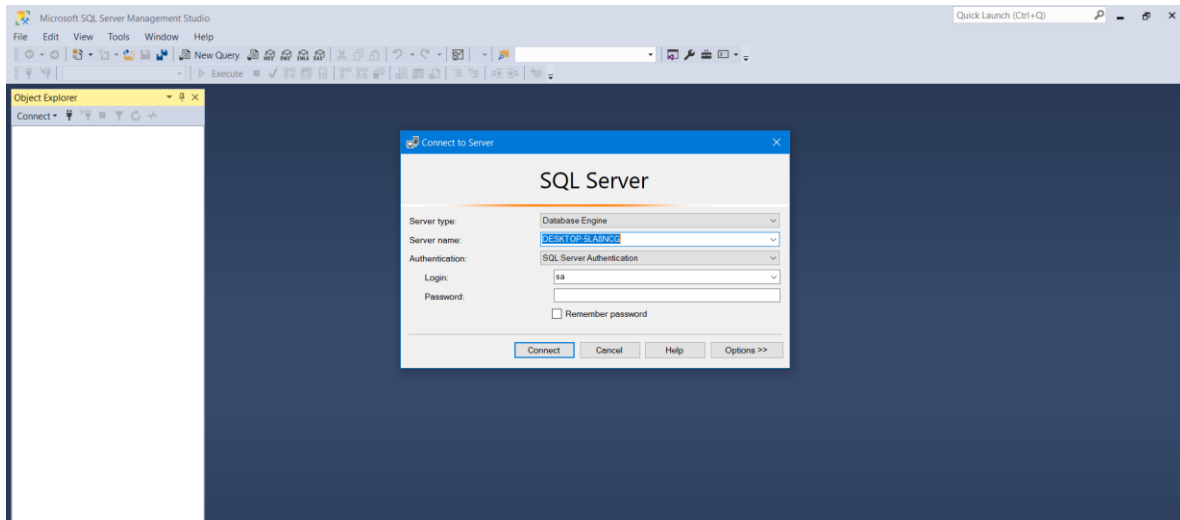 Microsoft SQL Server Management Studio
Quick Launch (Ctrl+Q)
File Edit View Tools Window Help
New Query
Execute
Object Explorer
Connect
Connect to Server
SQL Server
Server type: Database Engine
Server name: DESKTOP-5LA8NCG
Authentication: SQL Server Authentication
Login: sa
Password:
Remember password
Connect Cancel Help Options >>